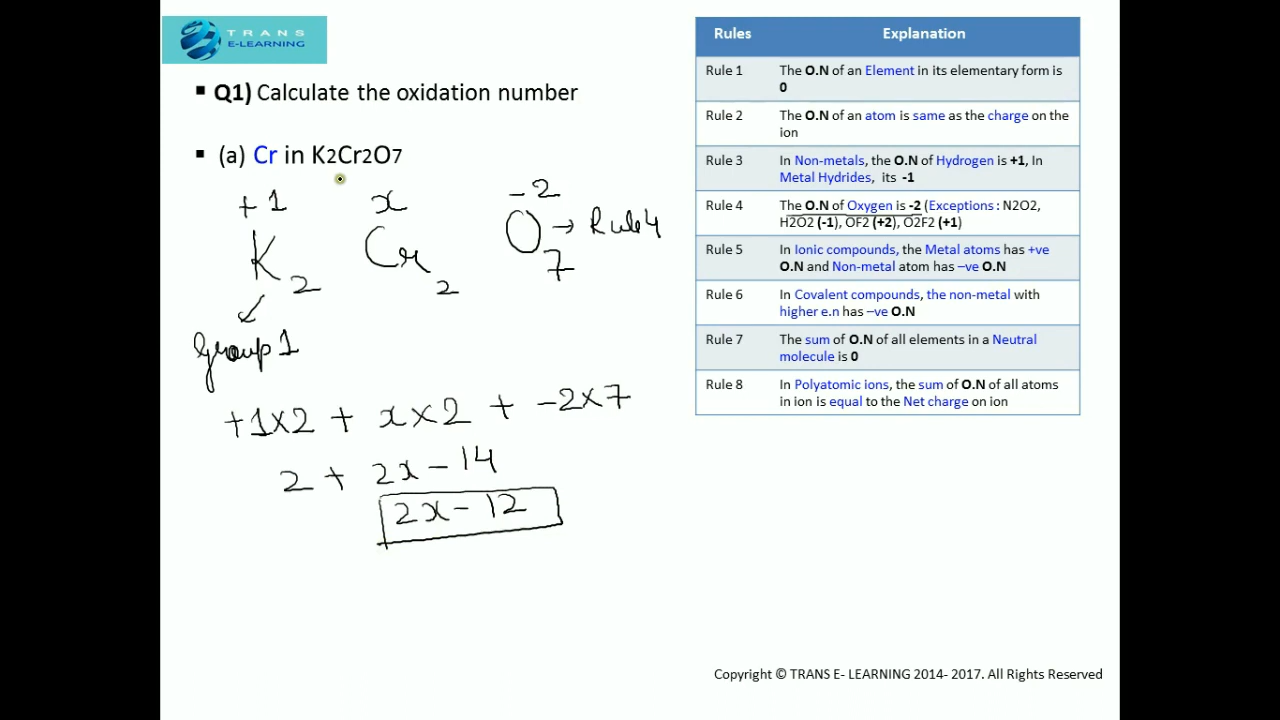 TRANS
E-LEARNING
▪ Q1) Calculate the oxidation number
▪ (a) Cr in K2Cr2O7
+1 x -2
K2 Cr2 O7 → Rule 4
Group 1
+1×2 + x×2 + -2×7
2 + 2x - 14
2x - 12
Rules Explanation
Rule 1 The O.N of an Element in its elementary form is
0
Rule 2 The O.N of an atom is same as the charge on the
ion
Rule 3 In Non-metals, the O.N of Hydrogen is +1, In
Metal Hydrides, its -1
Rule 4 The O.N of Oxygen is -2 (Exceptions : N2O2,
H2O2 (-1), OF2 (+2), O2F2 (+1)
Rule 5 In Ionic compounds, the Metal atoms has +ve
O.N and Non-metal atom has –ve O.N
Rule 6 In Covalent compounds, the non-metal with
higher e.n has –ve O.N
Rule 7 The sum of O.N of all elements in a Neutral
molecule is 0
Rule 8 In Polyatomic ions, the sum of O.N of all atoms
in ion is equal to the Net charge on ion
Copyright © TRANS E- LEARNING 2014- 2017. All Rights Reserved